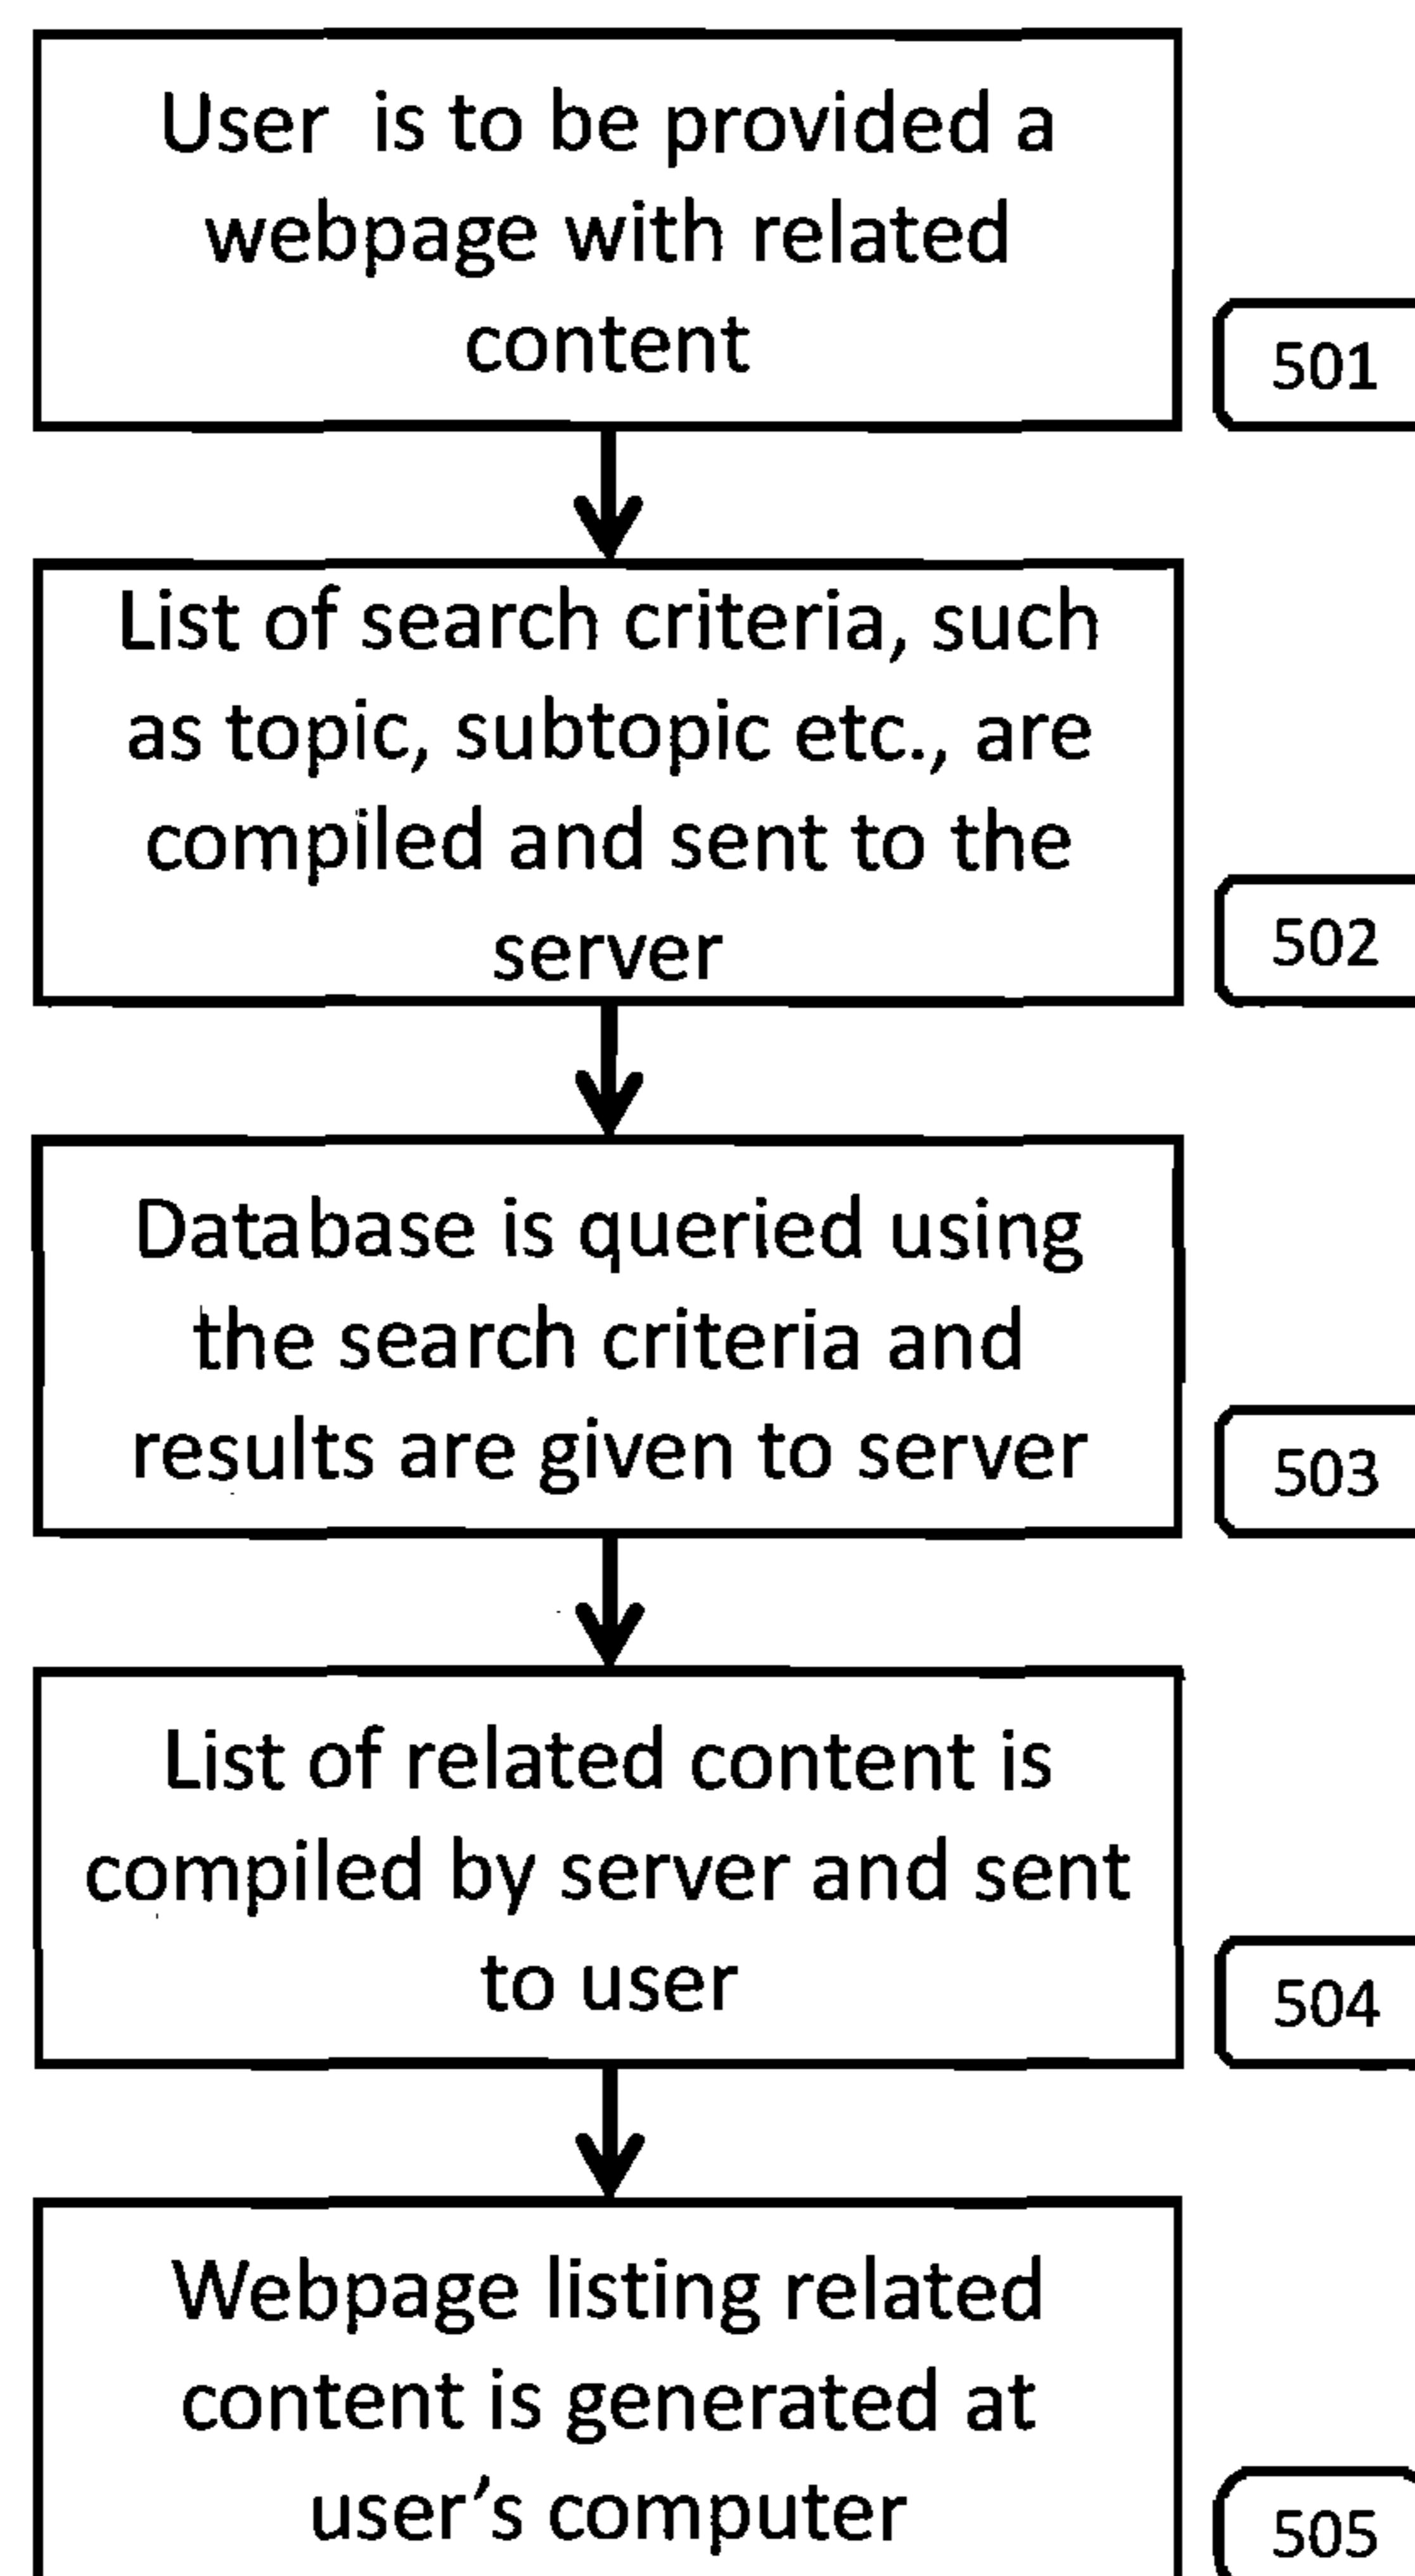 User is to be provided a
webpage with related
content
501
List of search criteria, such
as topic, subtopic etc., are
compiled and sent to the
server
502
Database is queried using
the search criteria and
results are given to server
503
List of related content is
compiled by server and sent
to user
504
Webpage listing related
content is generated at
user's computer
505